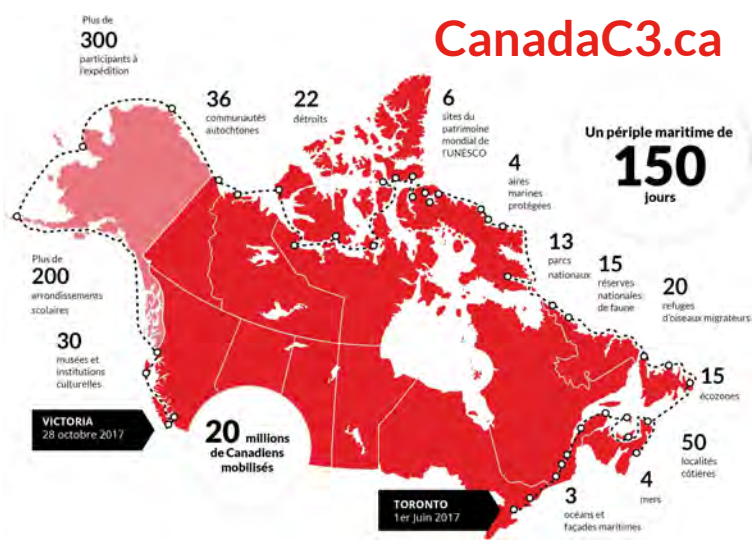 CanadaC3.ca
Plus de
300
participants à
l'expédition
36
communautés
autochtones
22
détroits
6
sites du
patrimoine
mondial de
l'UNESCO
Un périple maritime de
150
jours
4
aires
marines
protégées
13
parcs
nationaux
15
réserves
nationales
de faune
20
refuges
d'oiseaux migrateurs
Plus de
200
arrondissements
scolaires
30
musées et
institutions
culturelles
15
écozones
VICTORIA
28 octobre 2017
20 millions
de Canadiens
mobilisés
50
localités
côtières
4
mers
3
océans et
façades maritimes
TORONTO
1er Juin 2017